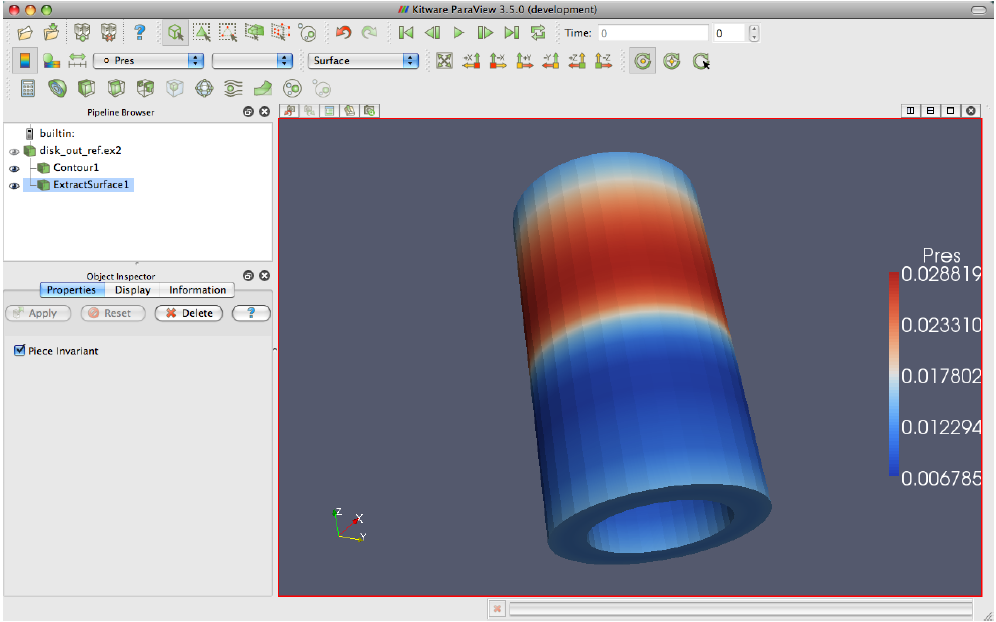 Kitware ParaView 3.5.0 (development)
Time: 0 0
Pres Surface
-X +X +Y -Y +Z -Z
Pipeline Browser
builtin:
disk_out_ref.ex2
Contour1
ExtractSurface1
Object Inspector
Properties Display Information
Apply Reset Delete ?
Piece Invariant
Pres
0.028819
0.023310
0.017802
0.012294
0.006785
Z
X
Y